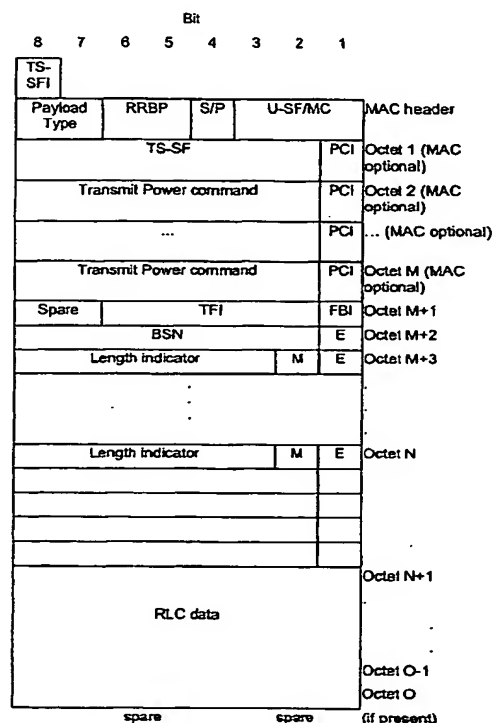 Bit
8 7 6 5 4 3 2 1
TS-
SFI
Payload Type RRBP S/P U-SF/MC MAC header
TS-SF PCI Octet 1 (MAC optional)
Transmit Power command PCI Octet 2 (MAC optional)
... PCI ... (MAC optional)
Transmit Power command PCI Octet M (MAC optional)
Spare TFI FBI Octet M+1
BSN E Octet M+2
Length indicator M E Octet M+3
Length indicator M E Octet N
Octet N+1
RLC data
Octet O-1
Octet O
spare spare (if present)